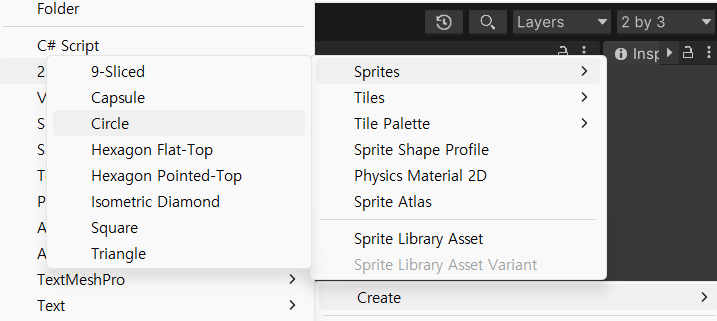 Folder
C# Script
2
V
S
S
T
P
A
A
TextMeshPro
Text
9-Sliced
Capsule
Circle
Hexagon Flat-Top
Hexagon Pointed-Top
Isometric Diamond
Square
Triangle
Sprites
Tiles
Tile Palette
Sprite Shape Profile
Physics Material 2D
Sprite Atlas
Sprite Library Asset
Sprite Library Asset Variant
Create
Layers
2 by 3
Insp